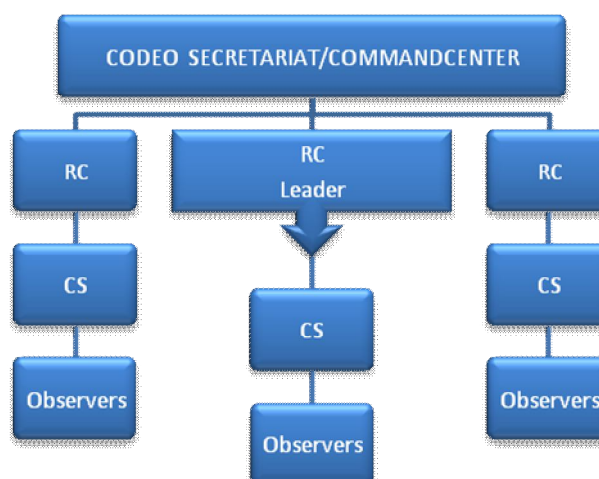 CODEO SECRETARIAT/COMMANDCENTER
RC
RC
Leader
RC
CS
CS
CS
Observers
Observers
Observers